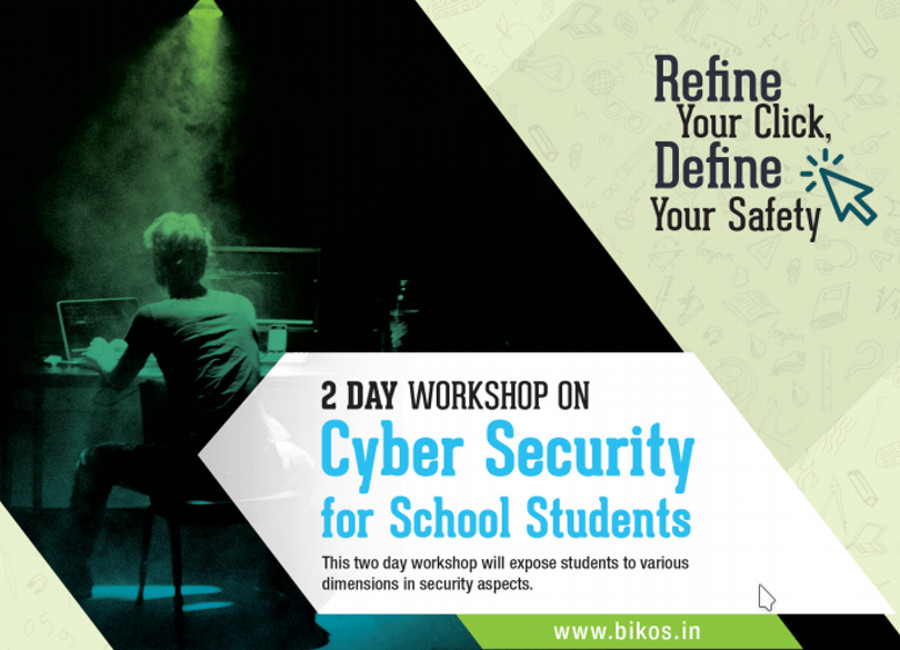 Refine
Your Click,
Define
Your Safety
2 DAY WORKSHOP ON
Cyber Security
for School Students
This two day workshop will expose students to various
dimensions in security aspects.
www.bikos.in